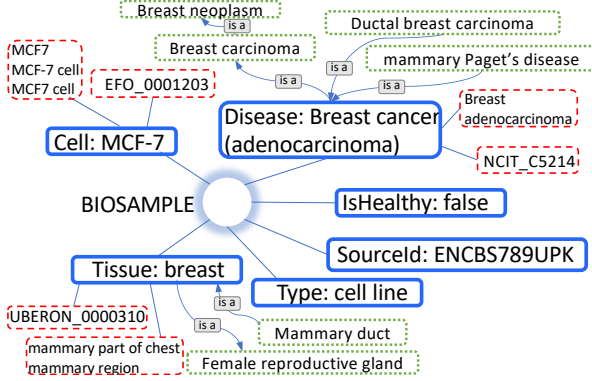 Breast neoplasm
is a
Ductal breast carcinoma
Breast carcinoma
is a
mammary Paget's disease
is a
is a
MCF7
MCF-7 cell
MCF7 cell
EFO_0001203
Disease: Breast cancer
(adenocarcinoma)
Breast
adenocarcinoma
Cell: MCF-7
NCIT_C5214
BIOSAMPLE
IsHealthy: false
SourceId: ENCBS789UPK
Tissue: breast
Type: cell line
UBERON_0000310
is a
is a
Mammary duct
mammary part of chest
mammary region
Female reproductive gland